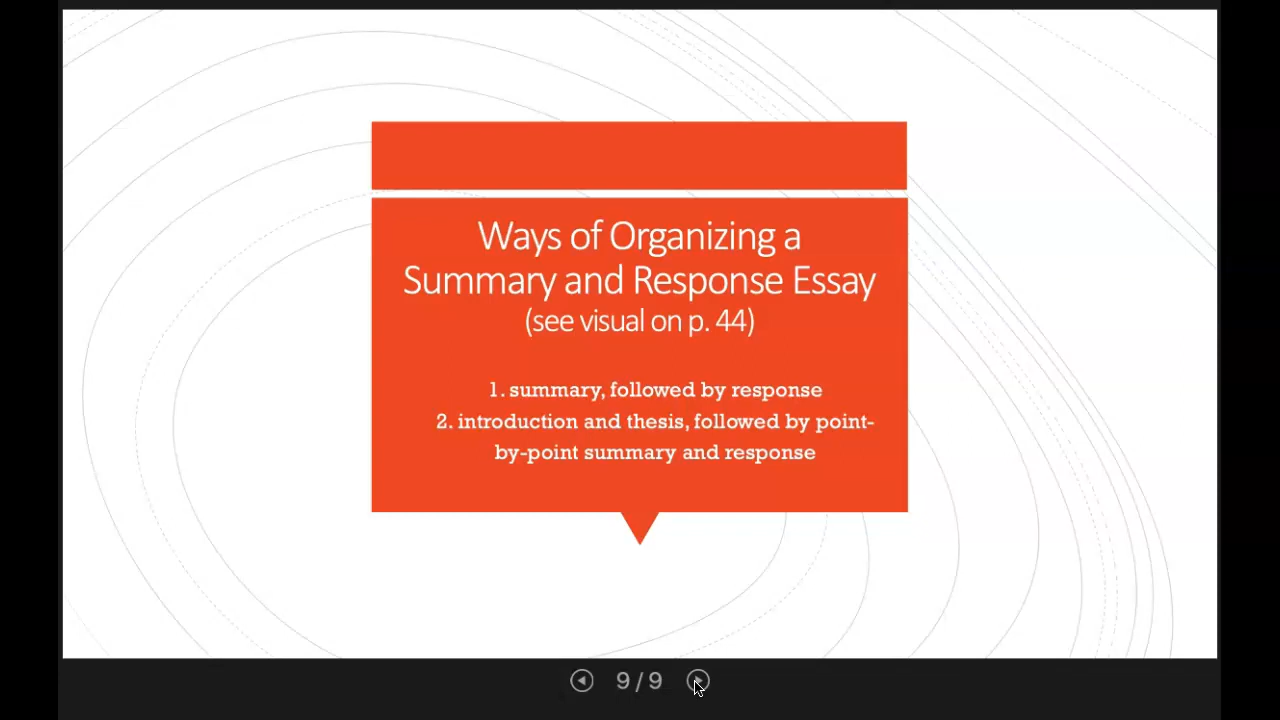 Ways of Organizing a
Summary and Response Essay
(see visual on p. 44)
1. summary, followed by response
2. introduction and thesis, followed by point-
by-point summary and response
9/9